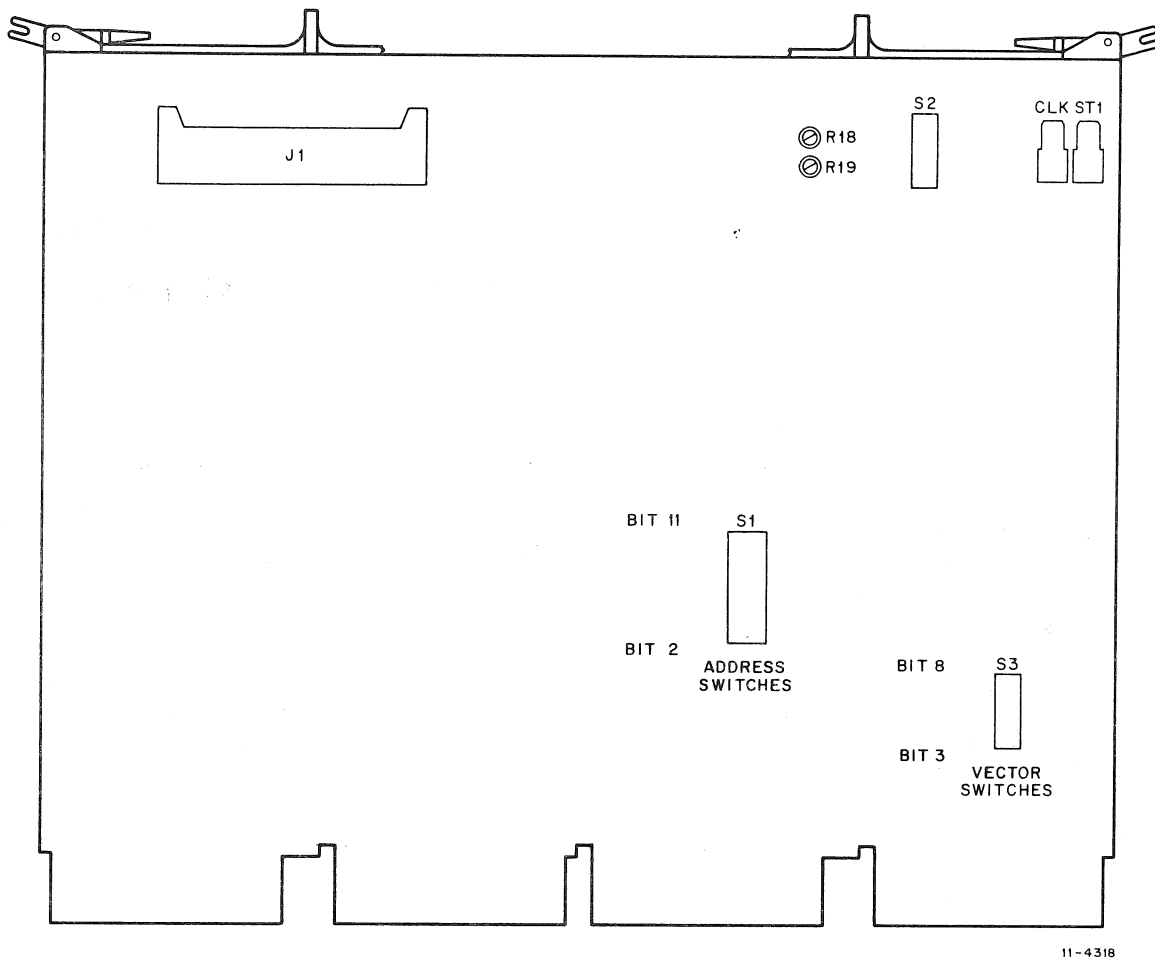 S2
CLK ST1
R18
J1
R19
BIT 11
S1
BIT 2
ADDRESS
SWITCHES
BIT 8
S3
BIT 3
VECTOR
SWITCHES
11-4318